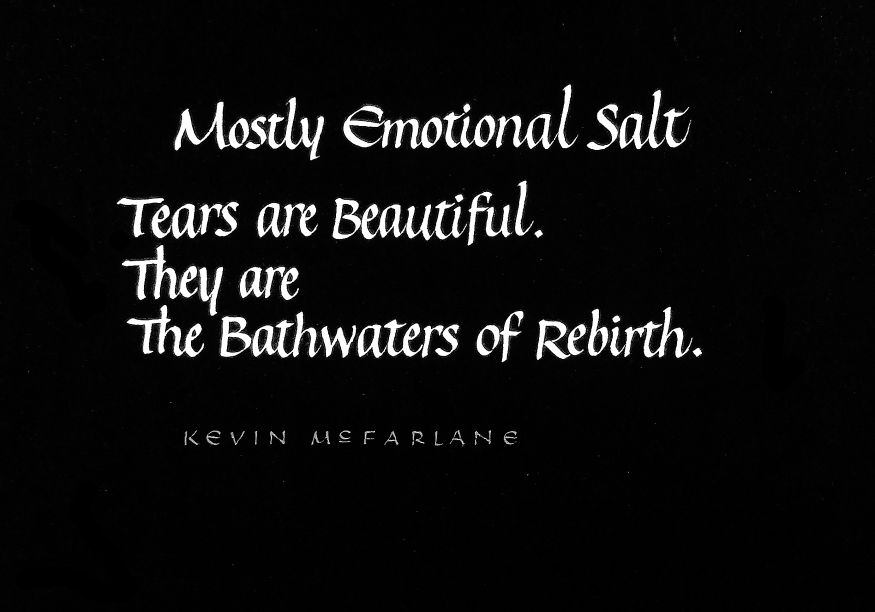 Mostly Emotional Salt
Tears are Beautiful.
They are
The Bathwaters of Rebirth.
KEVIN McFARLANE